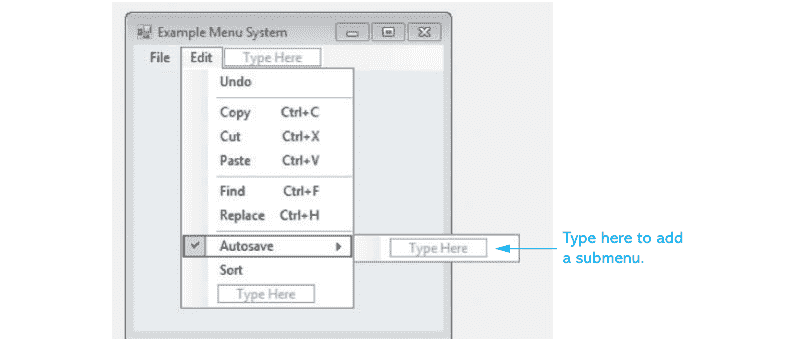 Example Menu System
File Edit Type Here
Undo
Copy Ctrl+C
Cut Ctrl+X
Paste Ctrl+V
Find Ctrl+F
Replace Ctrl+H
Autosave Type Here
Sort
Type Here
Type here to add
a submenu.